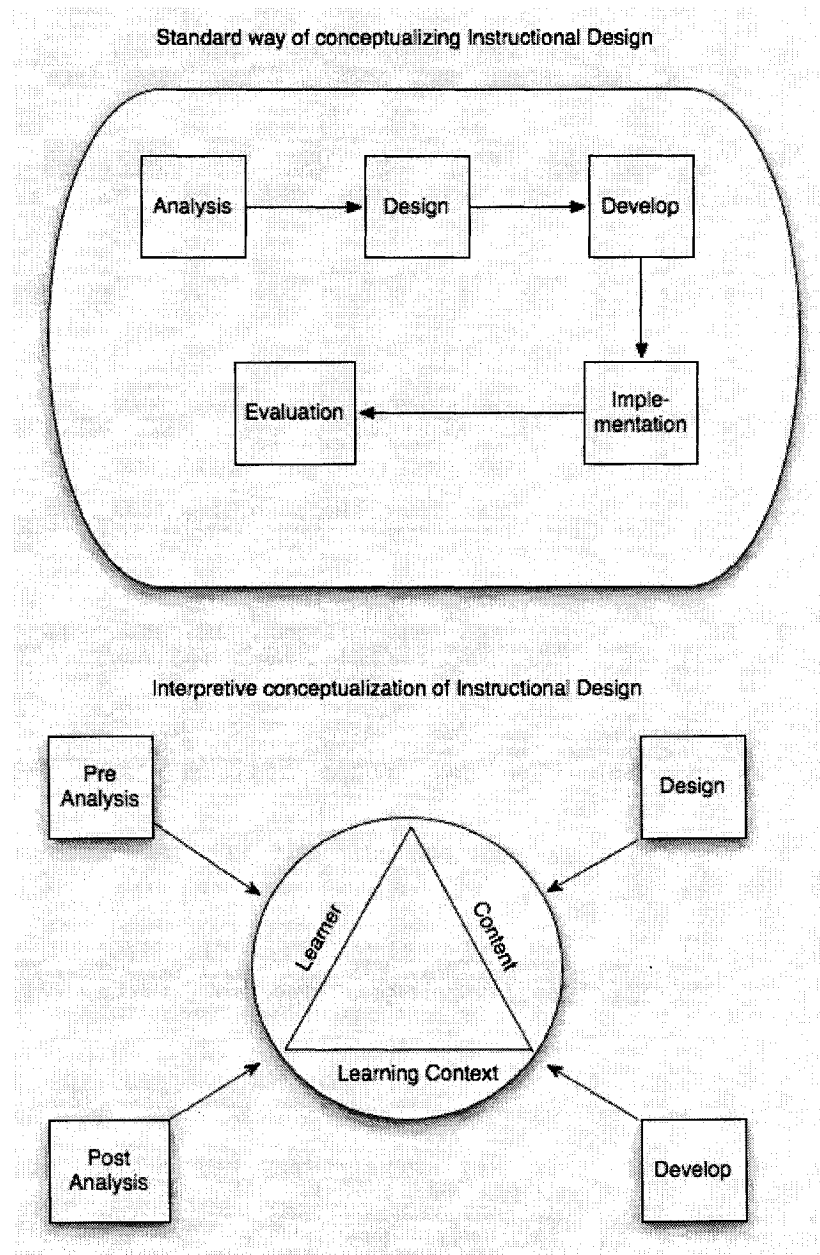 Standard way of conceptualizing Instructional Design
Analysis
Design
Develop
Imple-
mentation
Evaluation
Interpretive conceptualization of Instructional Design
Pre
Analysis
Design
Learner
Content
Learning Context
Post
Analysis
Develop